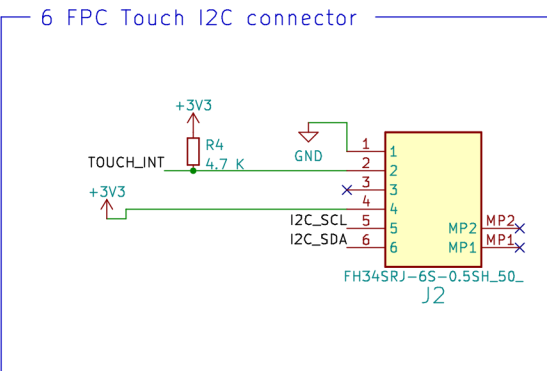 6 FPC Touch I2C connector
+3V3
R4
4.7 K
TOUCH_INT
GND
+3V3
1
1
2
2
3
3
4
4
I2C_SCL
5
5
MP2
MP2
I2C_SDA
6
6
MP1
MP1
FH34SRJ-6S-0.5SH_50_
J2